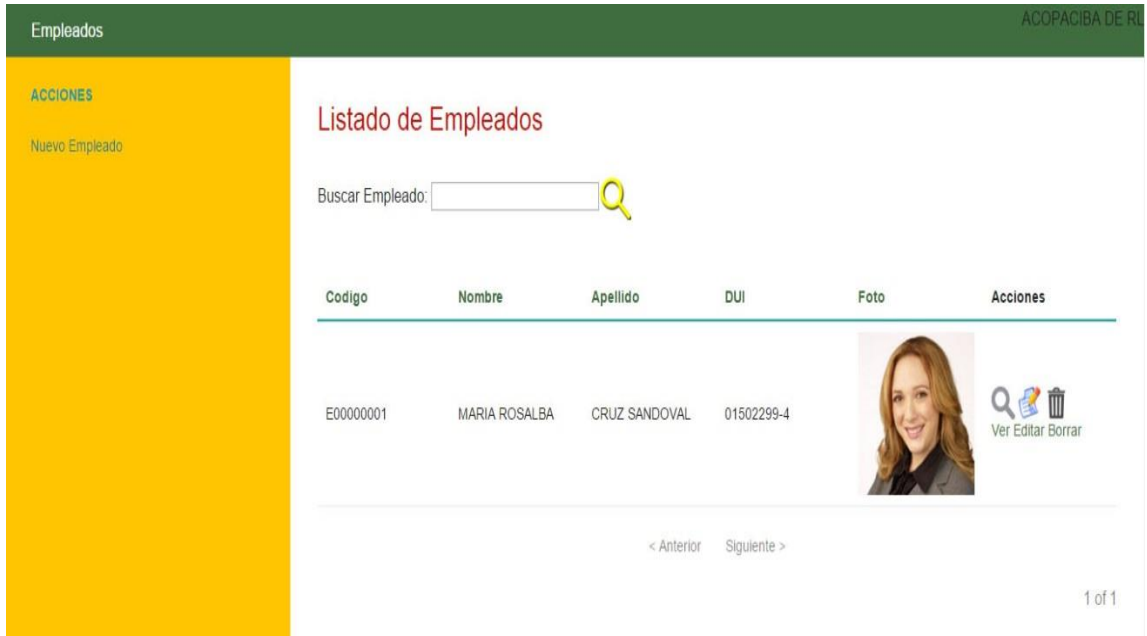 Empleados
ACOPACIBA DE RL
ACCIONES
Nuevo Empleado
Listado de Empleados
Buscar Empleado:
Codigo Nombre Apellido DUI Foto Acciones
E00000001 MARIA ROSALBA CRUZ SANDOVAL 01502299-4
Ver Editar Borrar
< Anterior Siguiente >
1 of 1